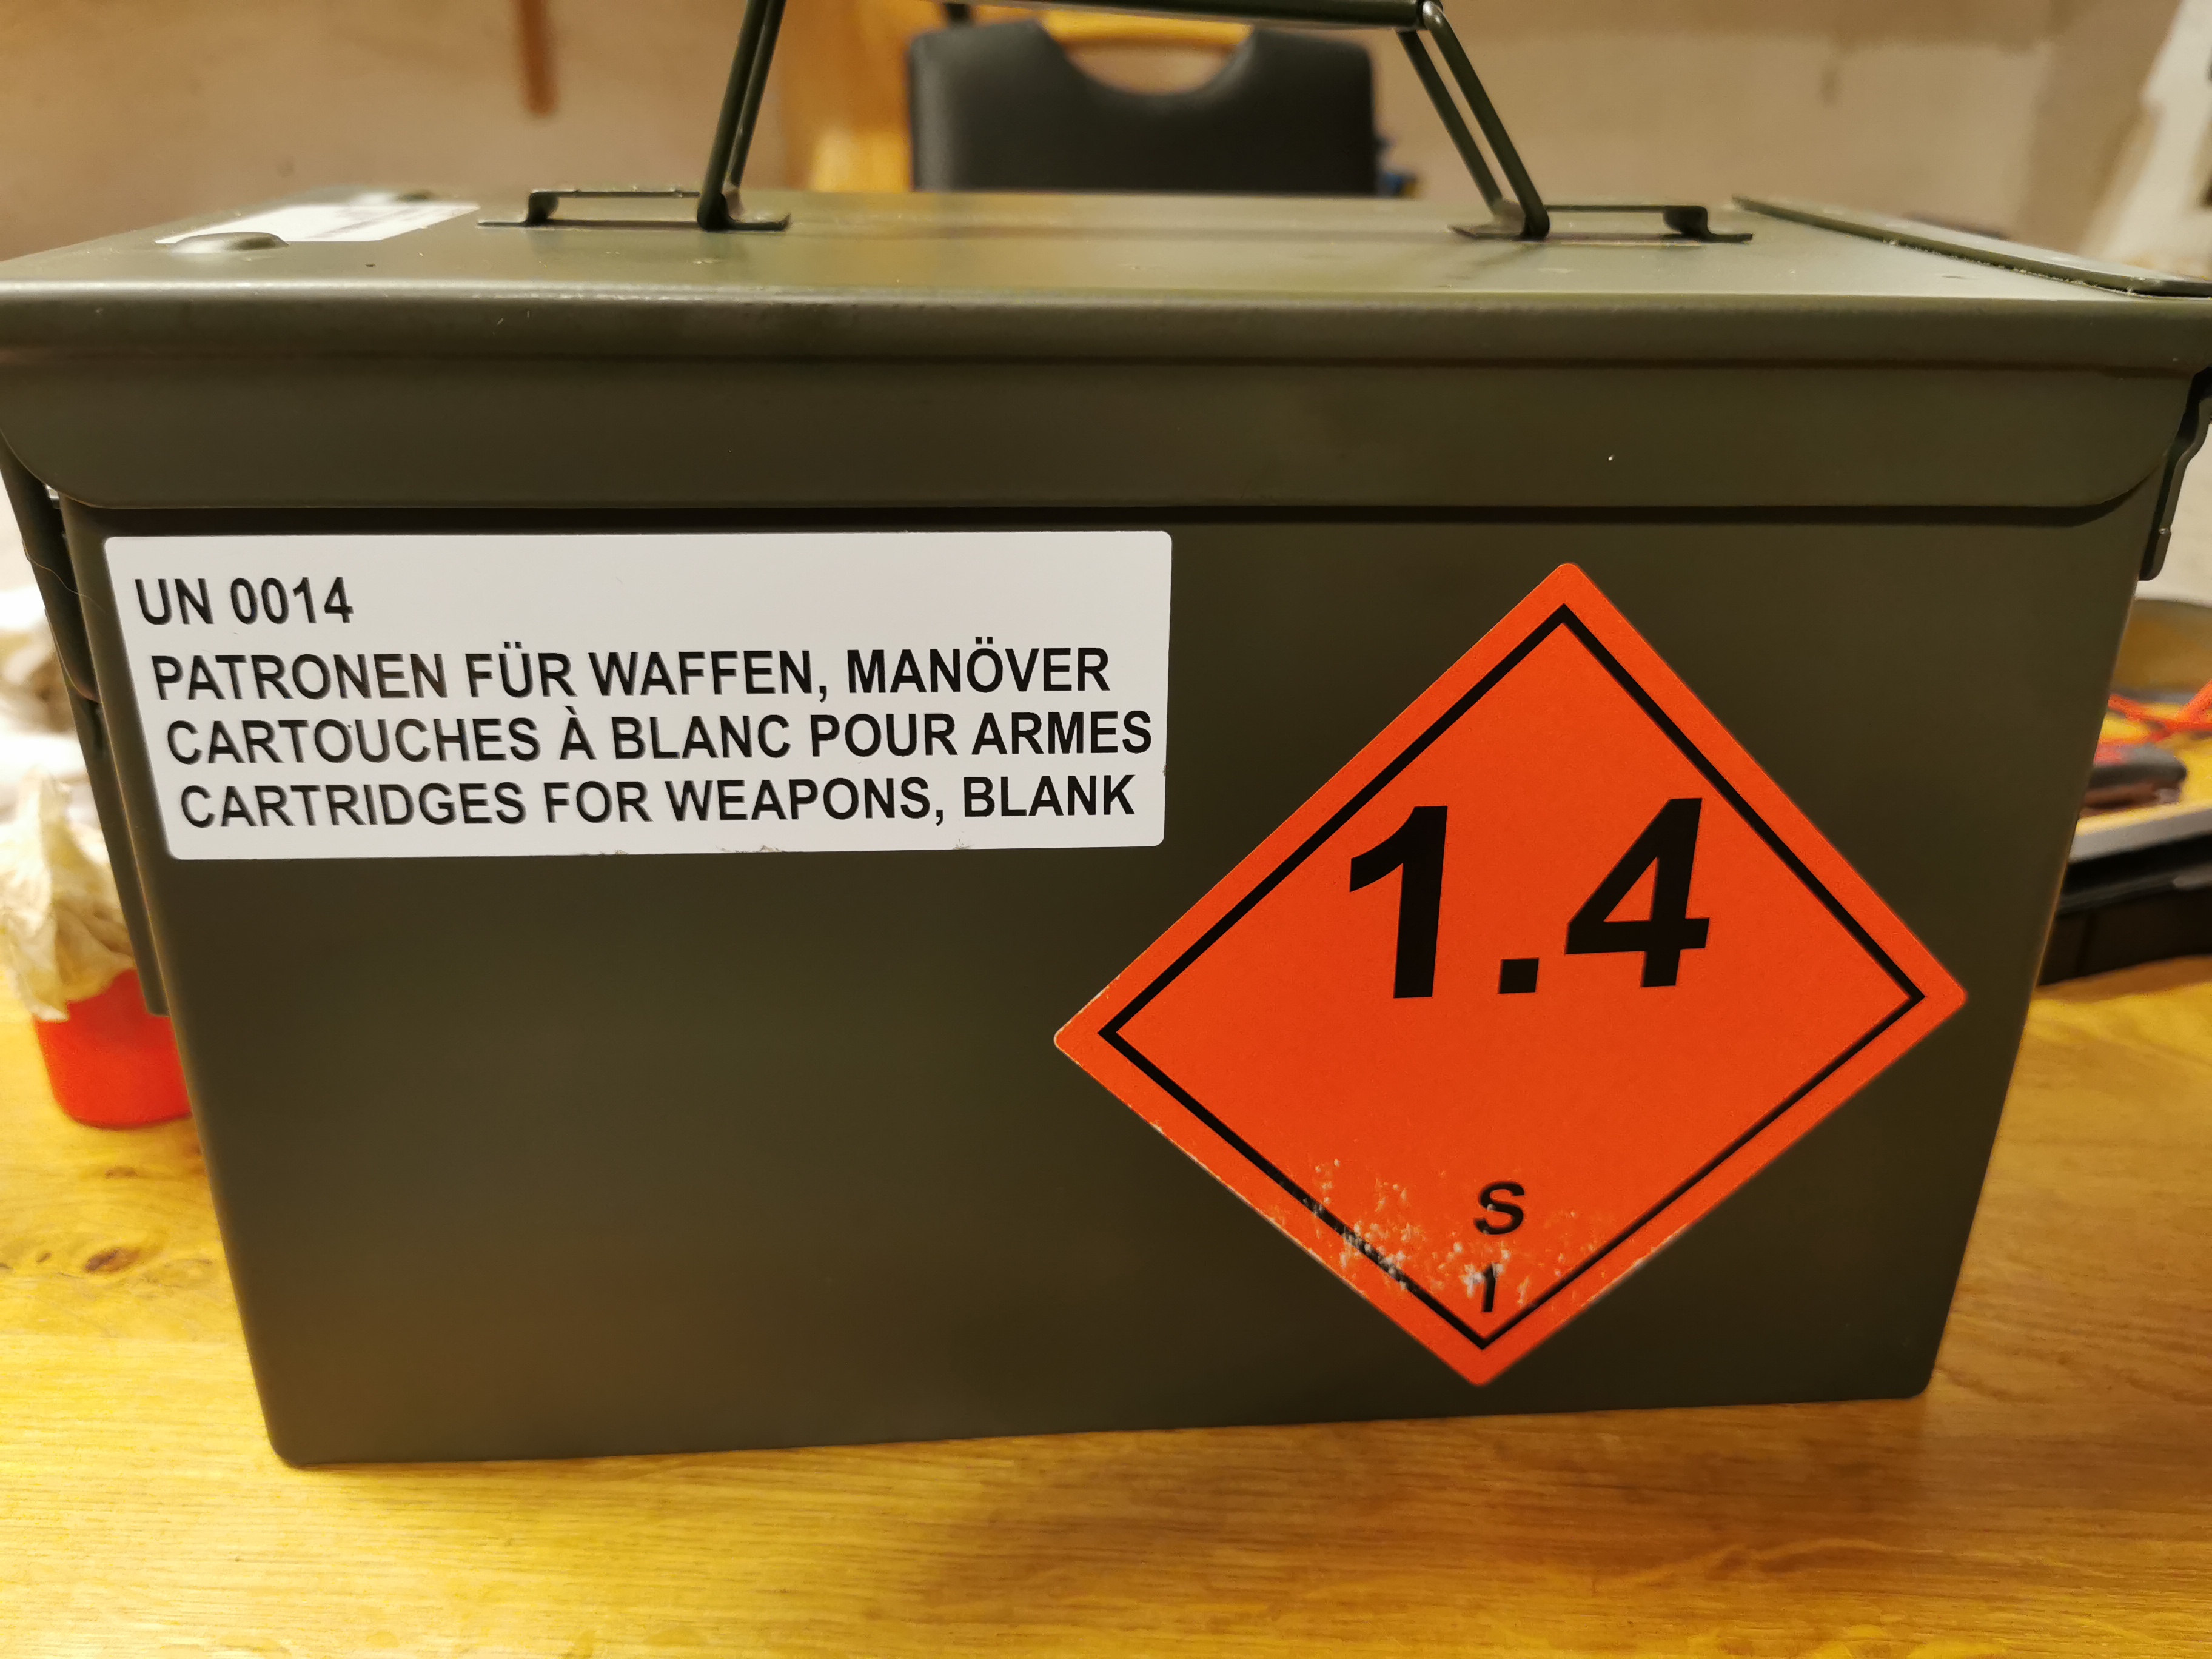 UN 0014
PATRONEN FÜR WAFFEN, MANÖVER
CARTOUCHES À BLANC POUR ARMES
CARTRIDGES FOR WEAPONS, BLANK
1.4
S
1